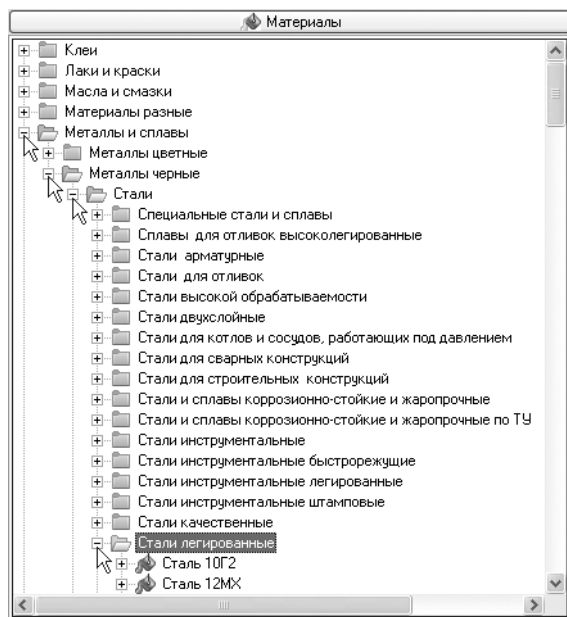 Материалы
Клеи
Лаки и краски
Масла и смазки
Материалы разные
Металлы и сплавы
Металлы цветные
Металлы черные
Стали
Специальные стали и сплавы
Сплавы для отливок высоколегированные
Стали арматурные
Стали для отливок
Стали высокой обрабатываемости
Стали двухслойные
Стали для котлов и сосудов, работающих под давлением
Стали для сварных конструкций
Стали для строительных конструкций
Стали и сплавы коррозионно-стойкие и жаропрочные
Стали и сплавы коррозионно-стойкие и жаропрочные по ТУ
Стали инструментальные
Стали инструментальные быстрорежущие
Стали инструментальные легированные
Стали инструментальные штамповые
Стали качественные
Стали легированные
Сталь 10Г2
Сталь 12МХ